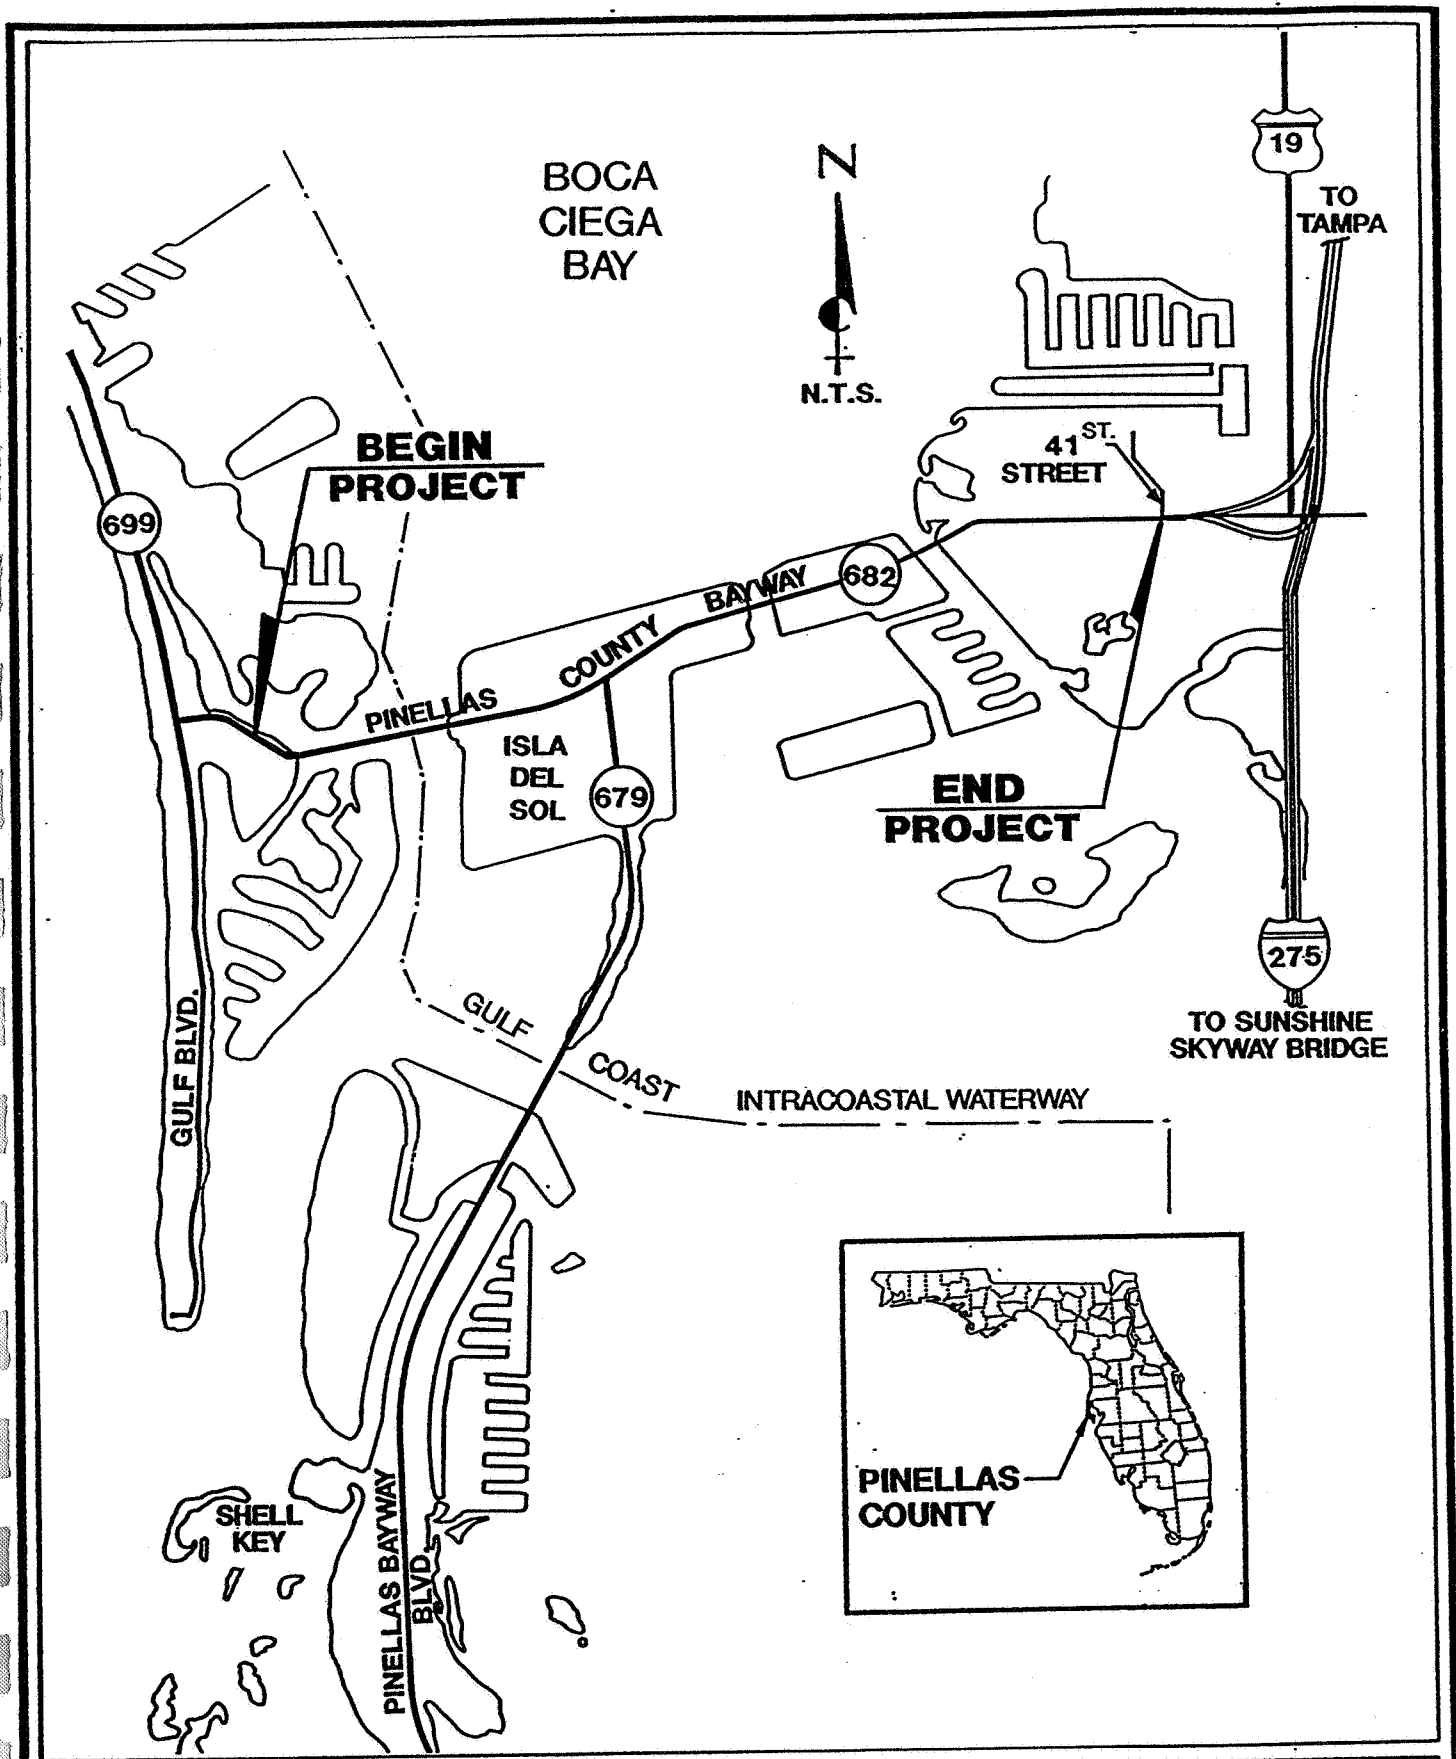 BOCA
CIEGA
BAY
N
N.T.S.
19
TO
TAMPA
BEGIN
PROJECT
41 ST.
STREET
699
682
PINELLAS COUNTY BAYWAY
ISLA
DEL
SOL
679
END
PROJECT
275
TO SUNSHINE
SKYWAY BRIDGE
GULF BLVD.
GULF COAST INTRACOASTAL WATERWAY
PINELLAS
COUNTY
SHELL
KEY
PINELLAS BAYWAY
BLVD.